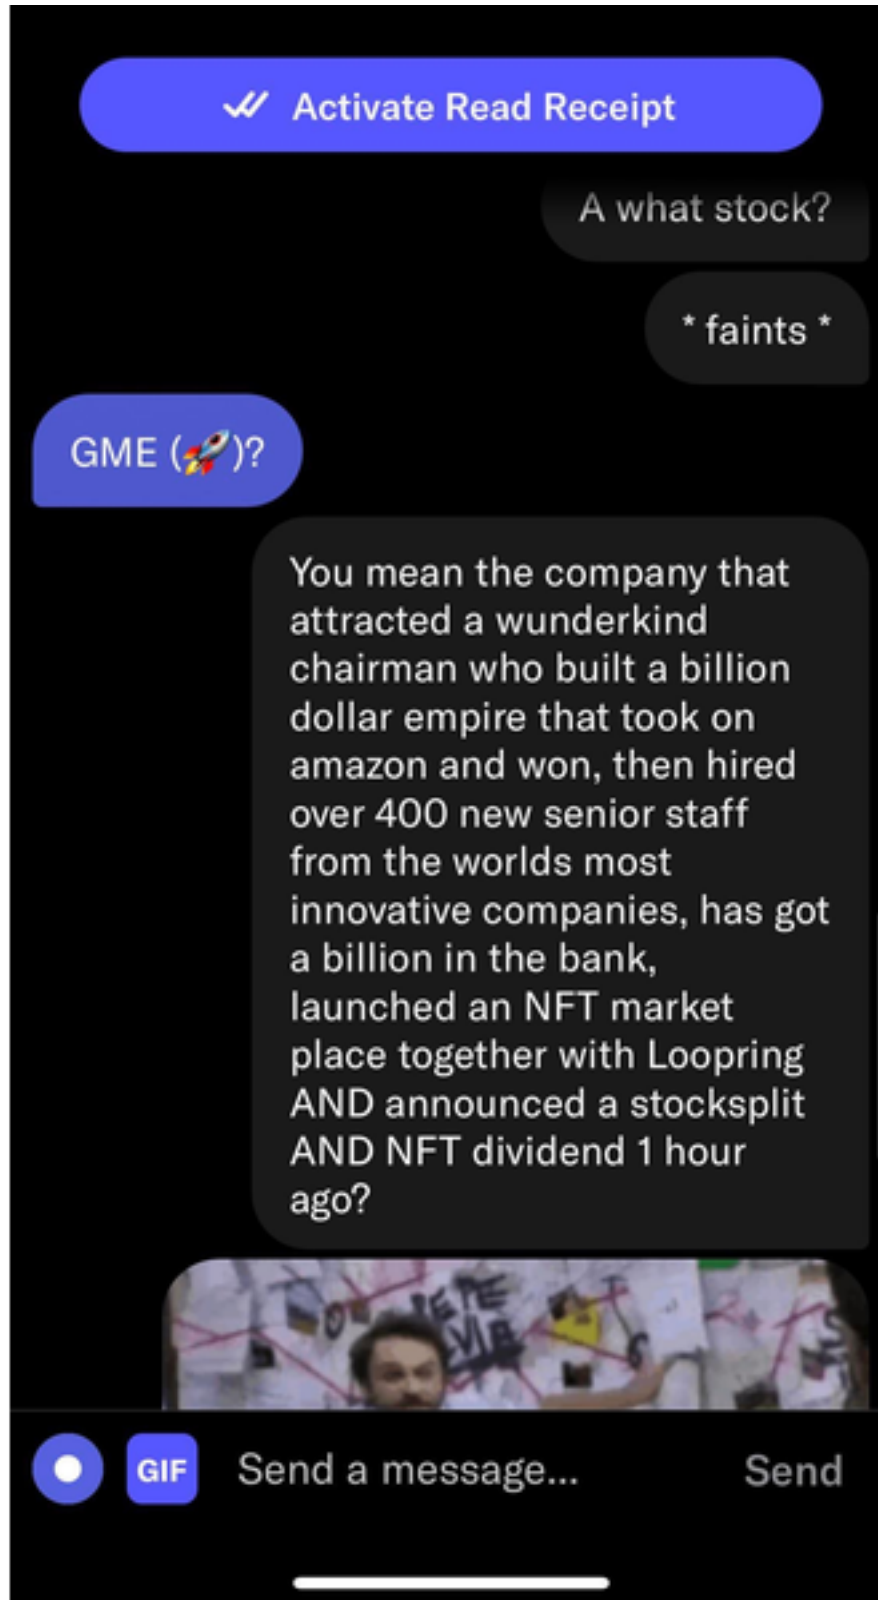 Activate Read Receipt
A what stock?
* faints *
GME (🚀)?
You mean the company that
attracted a wunderkind
chairman who built a billion
dollar empire that took on
amazon and won, then hired
over 400 new senior staff
from the worlds most
innovative companies, has got
a billion in the bank,
launched an NFT market
place together with Loopring
AND announced a stocksplit
AND NFT dividend 1 hour
ago?
GIF Send a message... Send